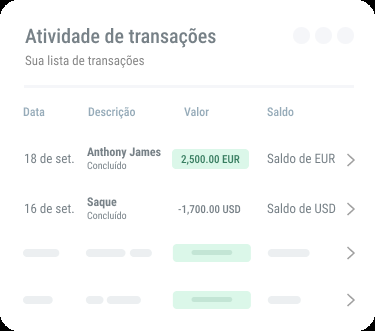 Atividade de transações
Sua lista de transações
Data Descrição Valor Saldo
18 de set. Anthony James 2,500.00 EUR Saldo de EUR
Concluído
16 de set. Saque -1,700.00 USD Saldo de USD
Concluído